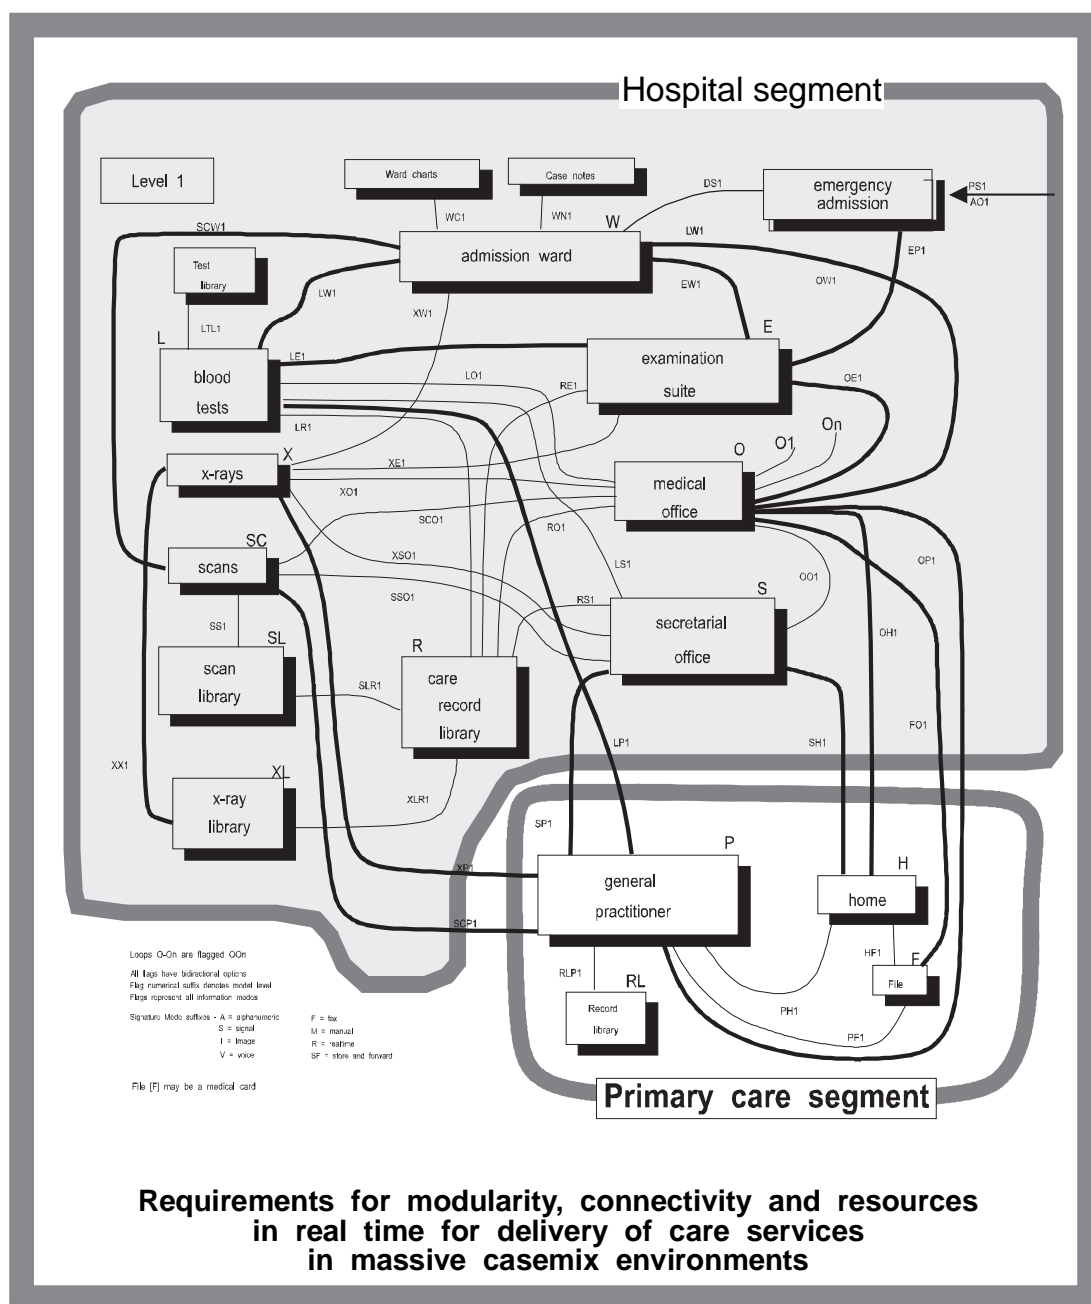 Hospital segment
Level 1
Ward charts
Case notes
DS1
emergency
admission
PS1
AO1
WC1
WN1
W
SCW1
LW1
EP1
admission ward
Test
library
LW1
EW1
OW1
XW1
LTL1
L
E
LE1
examination
suite
blood
tests
LO1
RE1
OE1
LR1
On
O1
O
X
XE1
x-rays
medical
office
XO1
SCO1
RO1
SC
XSO1
scans
LS1
OO1
OP1
SSO1
RS1
S
SS1
secretarial
office
OH1
SL
R
scan
library
SLR1
care
record
library
FO1
LP1
SH1
XX1
XL
x-ray
library
XLR1
SP1
P
XP1
general
practitioner
H
home
SCP1
HF1
F
File
RLP1
RL
Record
library
PH1
PF1
Loops O-On are flagged OOn
All flags have bidirectional options
Flag numerical suffix denotes model level
Flags represent all information modes
Signature Mode suffixes - A = alphanumeric
S = signal
I = Image
V = voice
F = fax
M = manual
R = realtime
SF = store and forward
File [F] may be a medical card
Primary care segment
Requirements for modularity, connectivity and resources
in real time for delivery of care services
in massive casemix environments